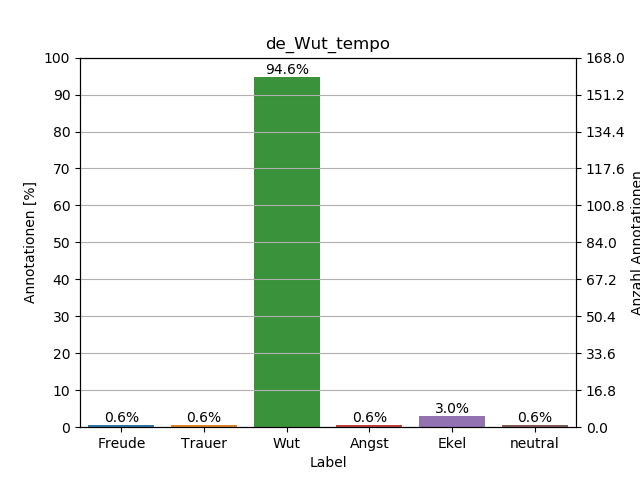 de_Wut_tempo
100 168.0
94.6%
90 151.2
80 134.4
70 117.6
60 100.8
50 84.0
40 67.2
30 50.4
20 33.6
10 16.8
0.6% 0.6% 0.6% 3.0% 0.6%
0 0.0
Freude Trauer Wut Angst Ekel neutral
Label
Annotationen [%]
Anzahl Annotationen